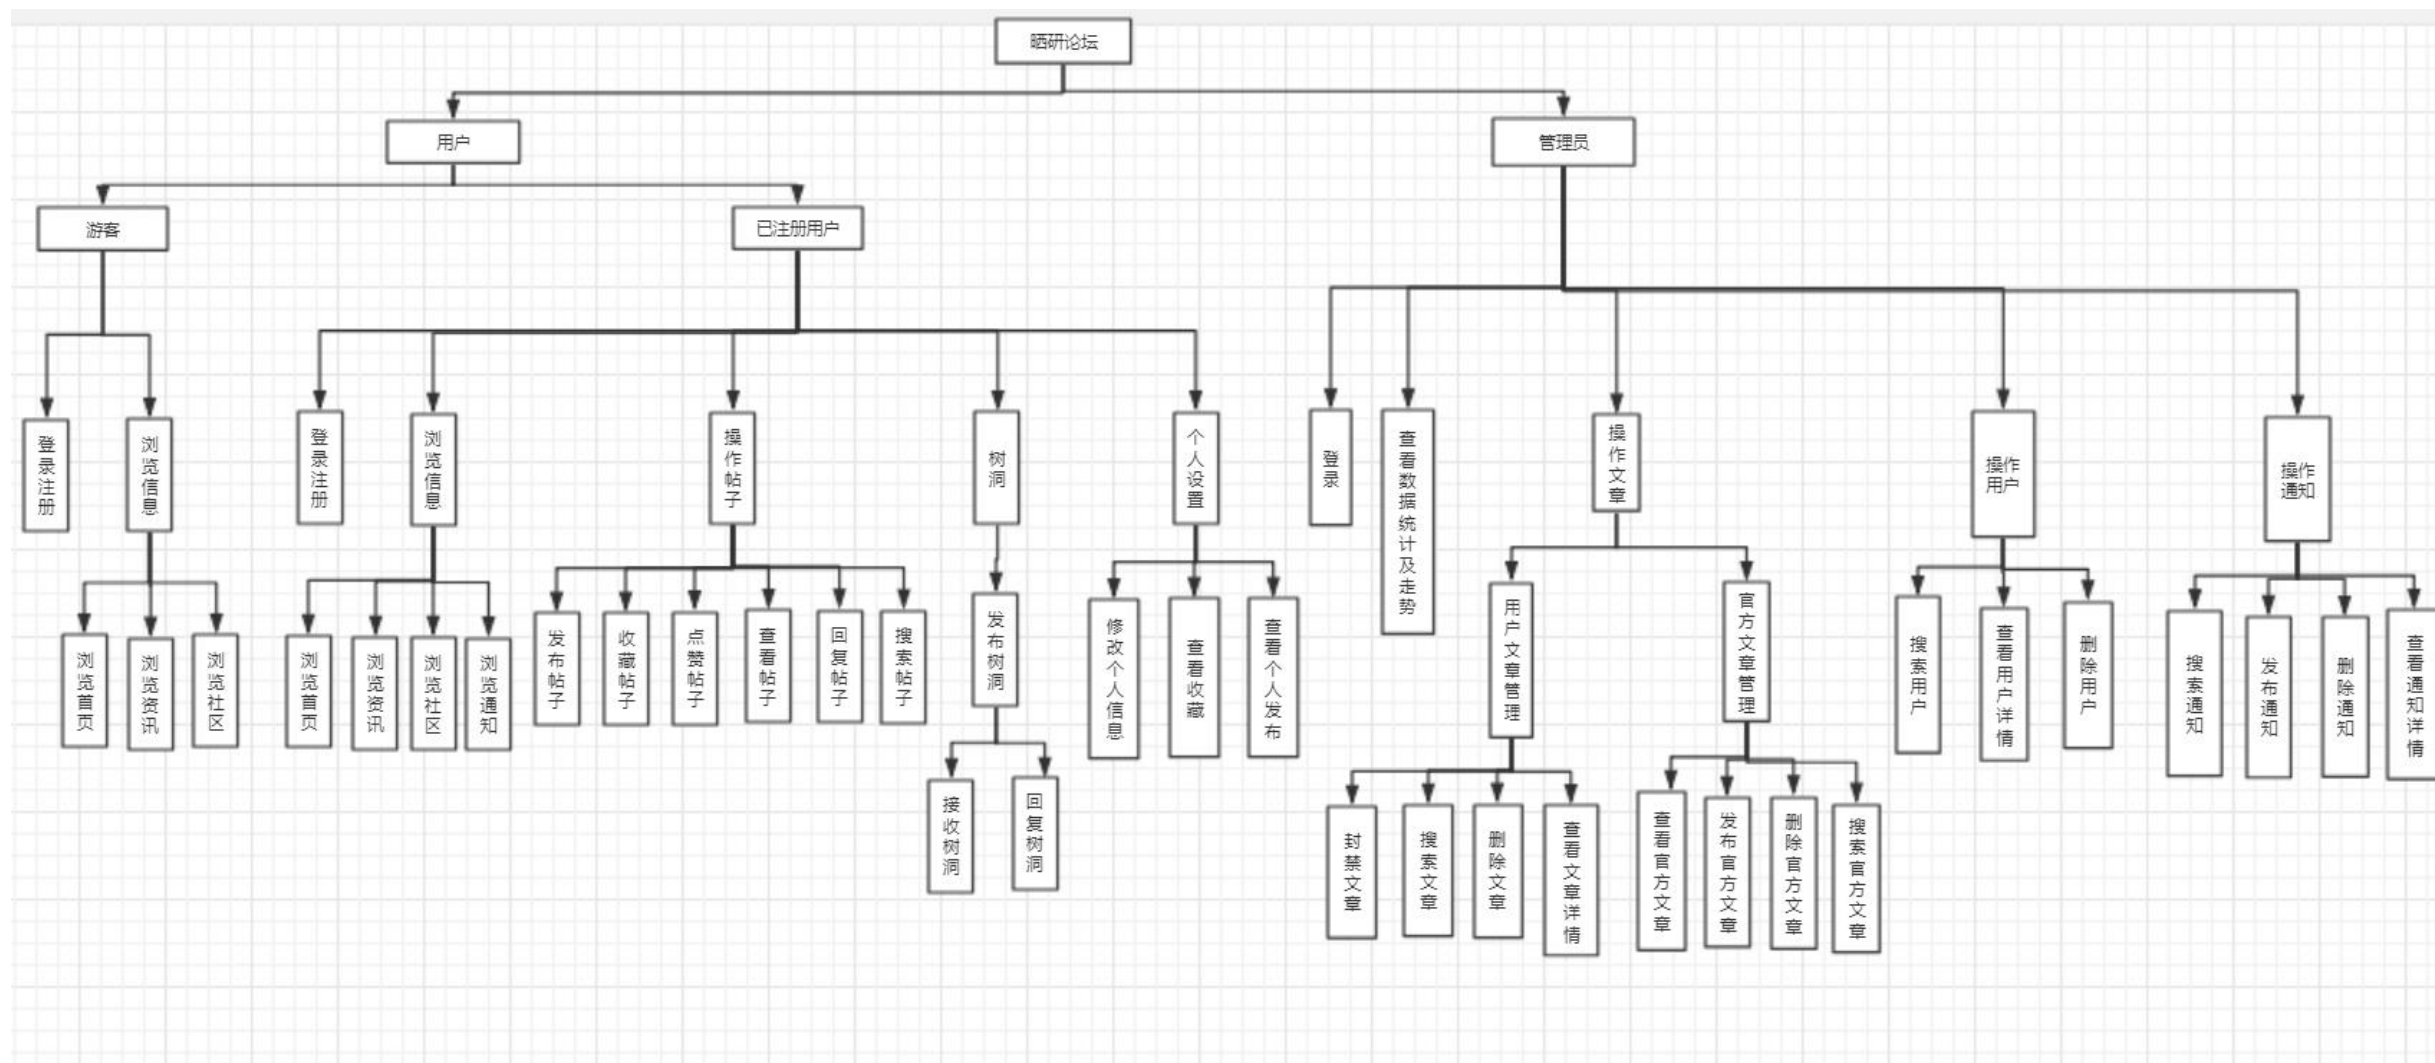 晒研论坛
用户
管理员
游客
已注册用户
登录注册
浏览信息
登录注册
浏览信息
操作帖子
树洞
个人设置
登录
查看数据统计及走势
操作文章
操作
用户
操作
通知
浏览首页
浏览资讯
浏览社区
浏览首页
浏览资讯
浏览社区
浏览通知
发布帖子
收藏帖子
点赞帖子
查看帖子
回复帖子
搜索帖子
发布树洞
修改个人信息
查看收藏
查看个人发布
用户文章管理
官方文章管理
搜索用户
查看用户详情
删除用户
搜索通知
发布通知
删除通知
查看通知详情
接收树洞
回复树洞
封禁文章
搜索文章
删除文章
查看文章详情
查看官方文章
发布官方文章
删除官方文章
搜索官方文章